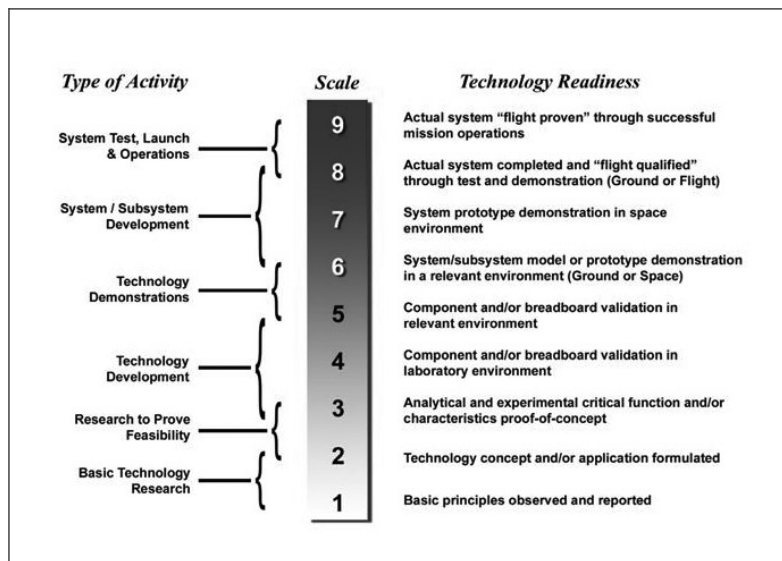 Type of Activity
Scale
Technology Readiness
System Test, Launch
& Operations
System / Subsystem
Development
Technology
Demonstrations
Technology
Development
Research to Prove
Feasibility
Basic Technology
Research
9
8
7
6
5
4
3
2
1
Actual system “flight proven” through successful
mission operations
Actual system completed and “flight qualified”
through test and demonstration (Ground or Flight)
System prototype demonstration in space
environment
System/subsystem model or prototype demonstration
in a relevant environment (Ground or Space)
Component and/or breadboard validation in
relevant environment
Component and/or breadboard validation in
laboratory environment
Analytical and experimental critical function and/or
characteristics proof-of-concept
Technology concept and/or application formulated
Basic principles observed and reported